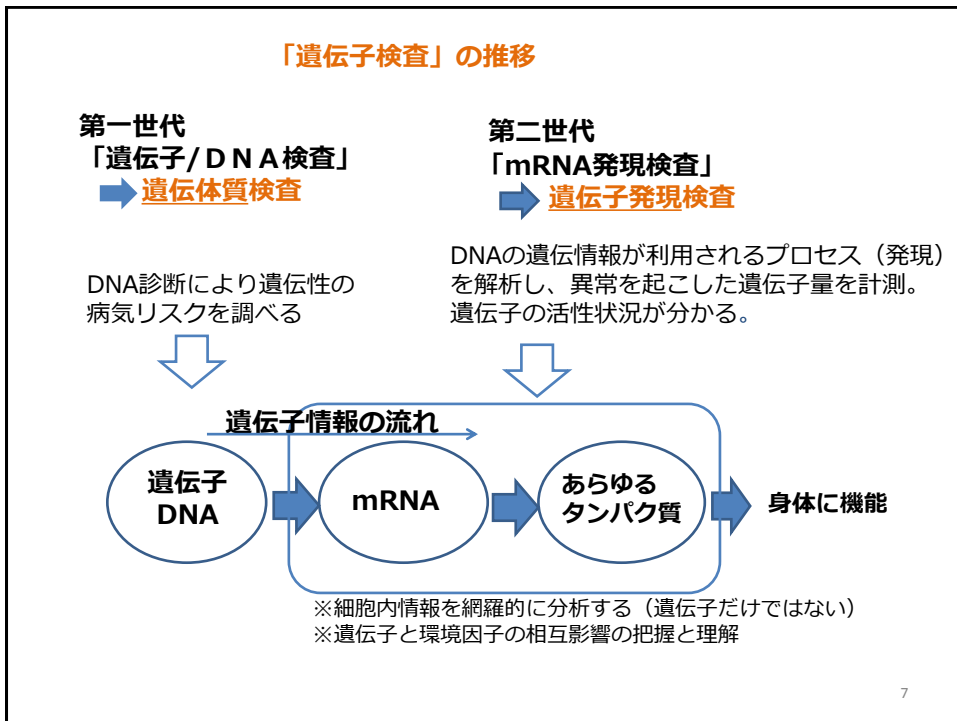 「遺伝子検査」の推移
第一世代
「遺伝子/ＤＮＡ検査」
遺伝体質検査
DNA診断により遺伝性の
病気リスクを調べる
第二世代
「mRNA発現検査」
遺伝子発現検査
DNAの遺伝情報が利用されるプロセス（発現）
を解析し、異常を起こした遺伝子量を計測。
遺伝子の活性状況が分かる。
遺伝子情報の流れ
遺伝子
DNA
mRNA
あらゆる
タンパク質
身体に機能
※細胞内情報を網羅的に分析する（遺伝子だけではない）
※遺伝子と環境因子の相互影響の把握と理解
7